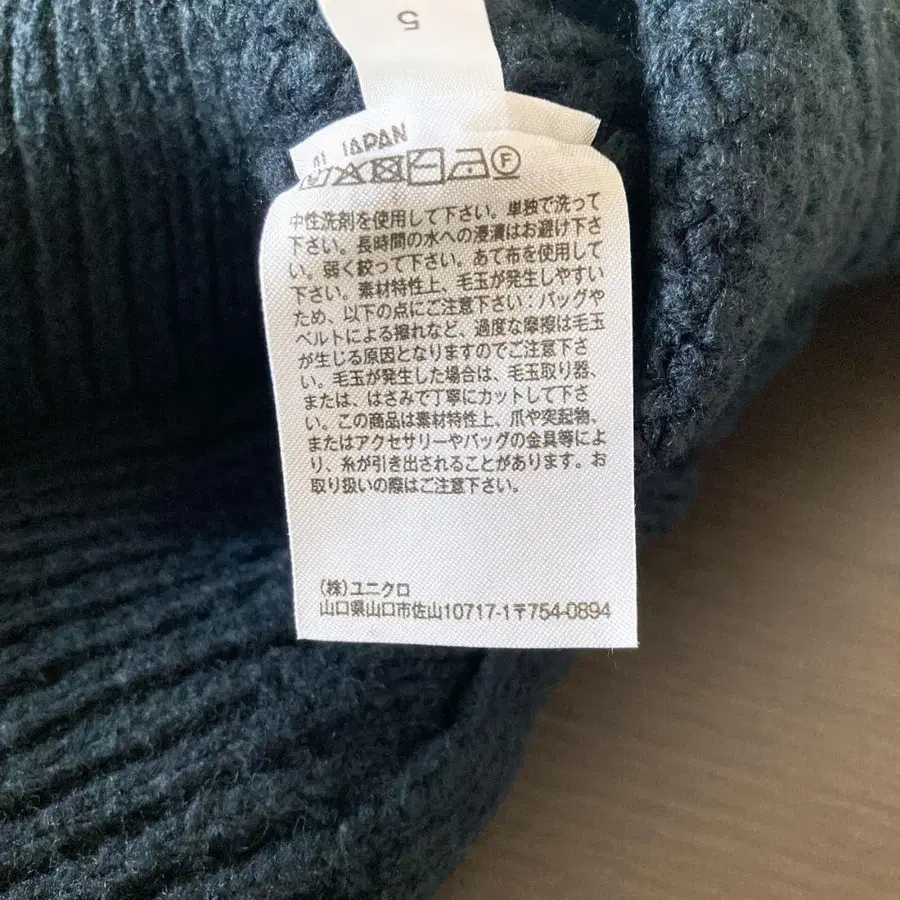 5
01 JAPAN
F
中性洗剤を使用して下さい。単独で洗って
下さい。長時間の水への浸漬はお避け下さ
い。弱く絞って下さい。あて布を使用して
下さい。素材特性上、毛玉が発生しやすい
ため、以下の点にご注意下さい:バッグや
ベルトによる擦れなど、過度な摩擦は毛玉
が生じる原因となりますのでご注意下さ
い。毛玉が発生した場合は、毛玉取り器、
または、はさみで丁寧にカットして下さ
い。この商品は素材特性上、爪や突起物、
またはアクセサリーやバッグの金具等によ
り、糸が引き出されることがあります。お
取り扱いの際はご注意下さい。
(株)ユニクロ
山口県山口市佐山10717-1〒754-0894